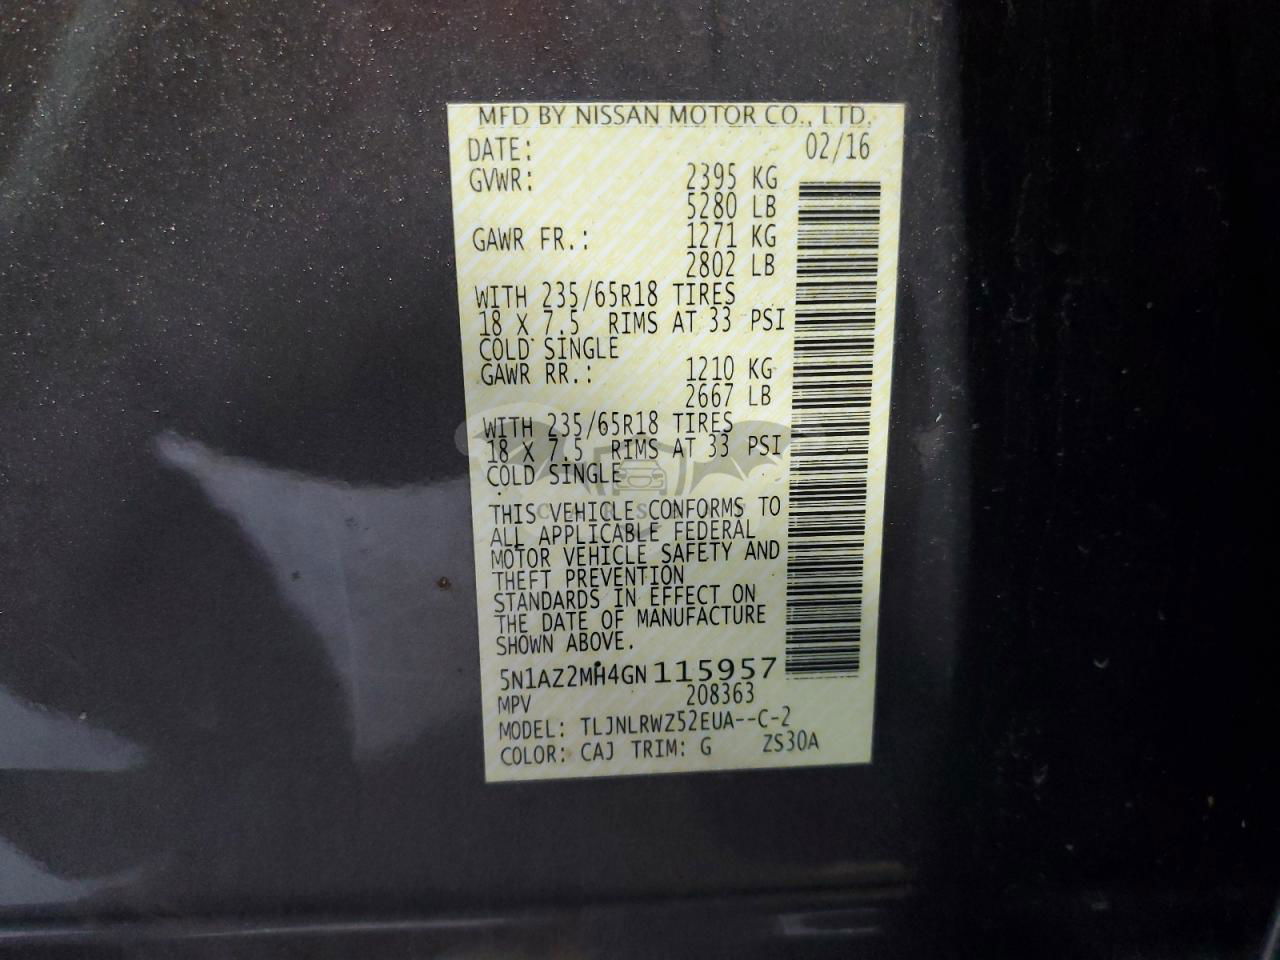 MFD BY NISSAN MOTOR CO., LTD.
DATE: 02/16
GVWR: 2395 KG
5280 LB
GAWR FR.: 1271 KG
2802 LB
WITH 235/65R18 TIRES
18 X 7.5 RIMS AT 33 PSI
COLD SINGLE
GAWR RR.: 1210 KG
2667 LB
WITH 235/65R18 TIRES
18 X 7.5 RIMS AT 33 PSI
COLD SINGLE
THIS VEHICLE CONFORMS TO
ALL APPLICABLE FEDERAL
MOTOR VEHICLE SAFETY AND
THEFT PREVENTION
STANDARDS IN EFFECT ON
THE DATE OF MANUFACTURE
SHOWN ABOVE.
5N1AZ2MH4GN115957
MPV 208363
MODEL: TLJNLRWZ52EUA--C-2
COLOR: CAJ TRIM: G ZS30A